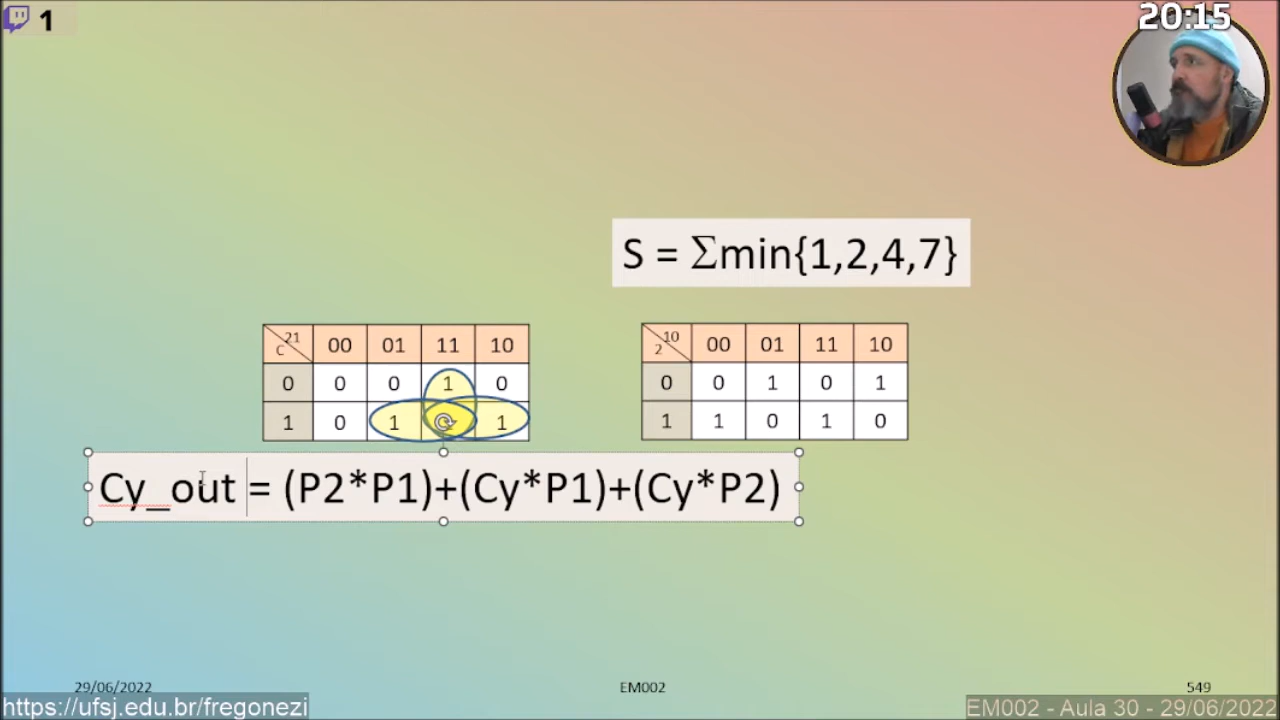 1
20:15
S = ∑min{1,2,4,7}
21
C 00 01 11 10
0 0 0 1 0
1 0 1 1
10
2 00 01 11 10
0 0 1 0 1
1 1 0 1 0
Cy_out = (P2*P1)+(Cy*P1)+(Cy*P2)
29/06/2022 EM002 549
https://ufsj.edu.br/fregonezi
EM002 - Aula 30 - 29/06/2022